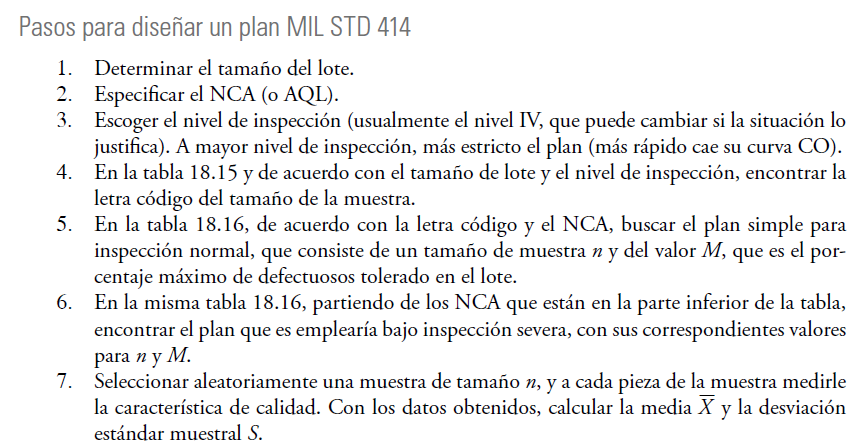 Pasos para diseñar un plan MIL STD 414
1. Determinar el tamaño del lote.
2. Especificar el NCA (o AQL).
3. Escoger el nivel de inspección (usualmente el nivel IV, que puede cambiar si la situación lo
justifica). A mayor nivel de inspección, más estricto el plan (más rápido cae su curva CO).
4. En la tabla 18.15 y de acuerdo con el tamaño de lote y el nivel de inspección, encontrar la
letra código del tamaño de la muestra.
5. En la tabla 18.16, de acuerdo con la letra código y el NCA, buscar el plan simple para
inspección normal, que consiste de un tamaño de muestra n y del valor M, que es el por-
centaje máximo de defectuosos tolerado en el lote.
6. En la misma tabla 18.16, partiendo de los NCA que están en la parte inferior de la tabla,
encontrar el plan que es emplearía bajo inspección severa, con sus correspondientes valores
para n y M.
7. Seleccionar aleatoriamente una muestra de tamaño n, y a cada pieza de la muestra medirle
la característica de calidad. Con los datos obtenidos, calcular la media X̅ y la desviación
estándar muestral S.